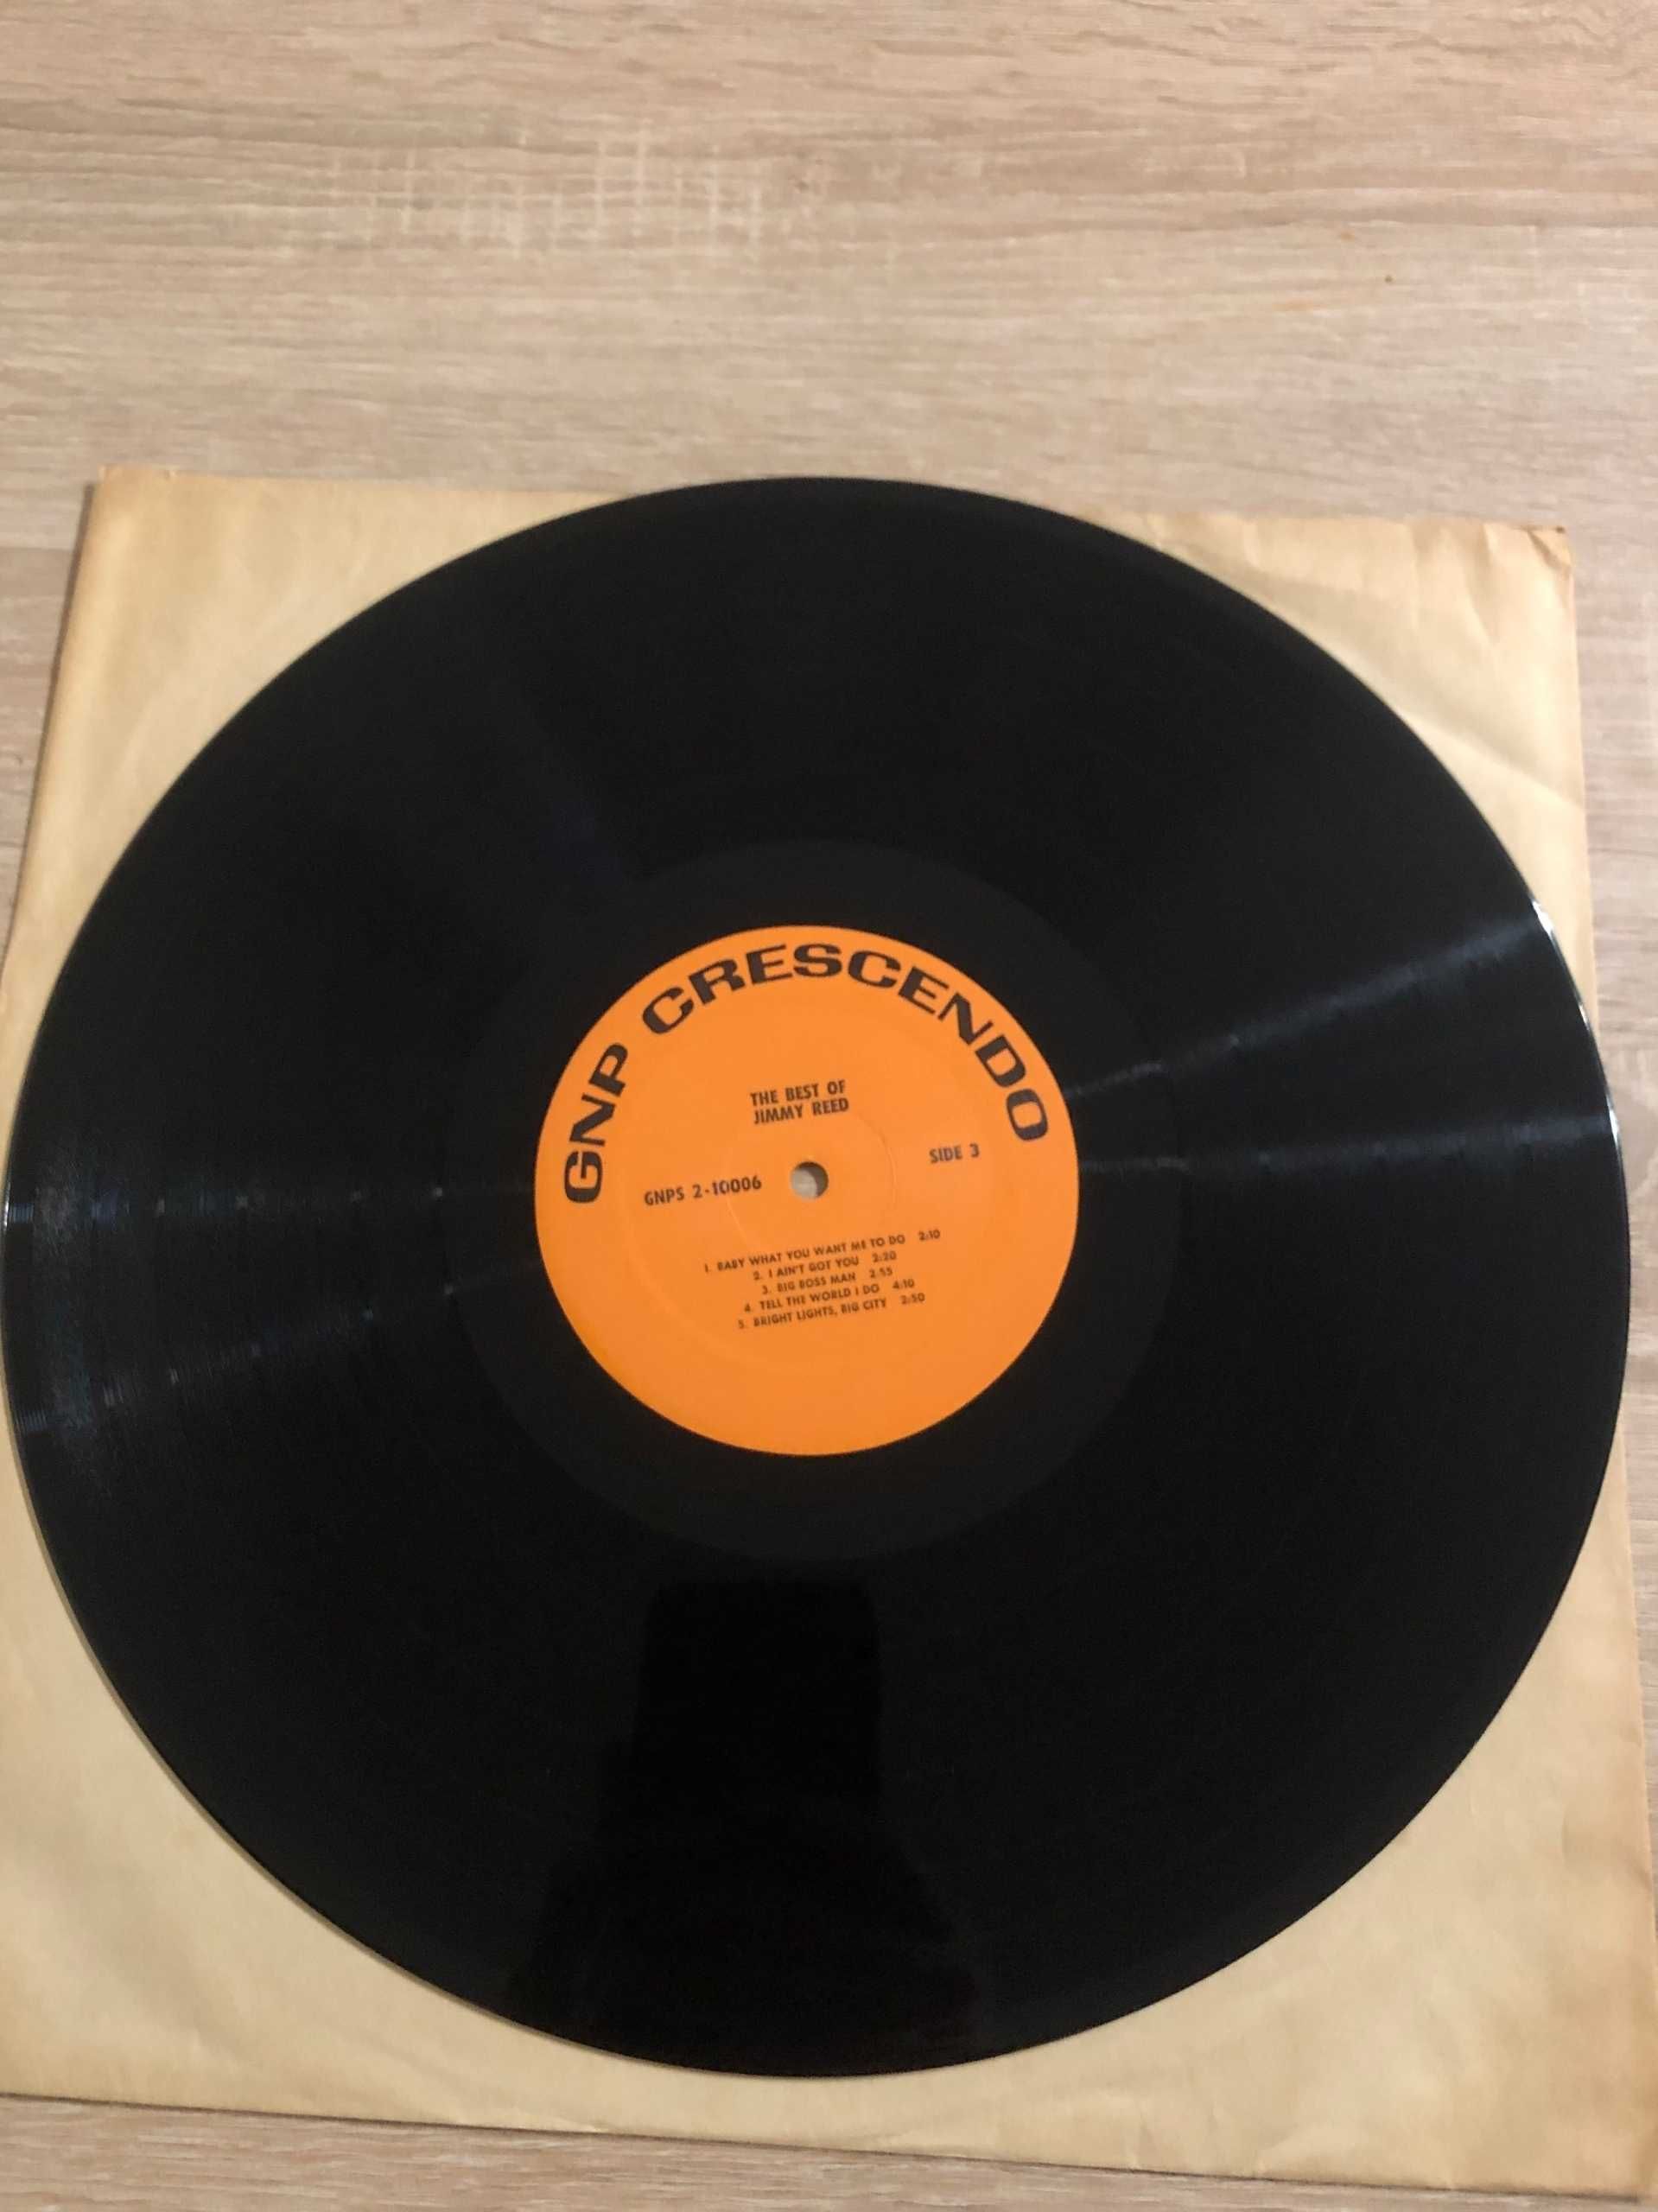 GNP CRESCENDO
THE BEST OF
JIMMY REED
SIDE 3
GNPS 2-10006
1. BABY WHAT YOU WANT ME TO DO 2:10
2. I AIN'T GOT YOU 2:20
3. BIG BOSS MAN 2:55
4. TELL THE WORLD I DO 4:10
5. BRIGHT LIGHTS, BIG CITY 2:50